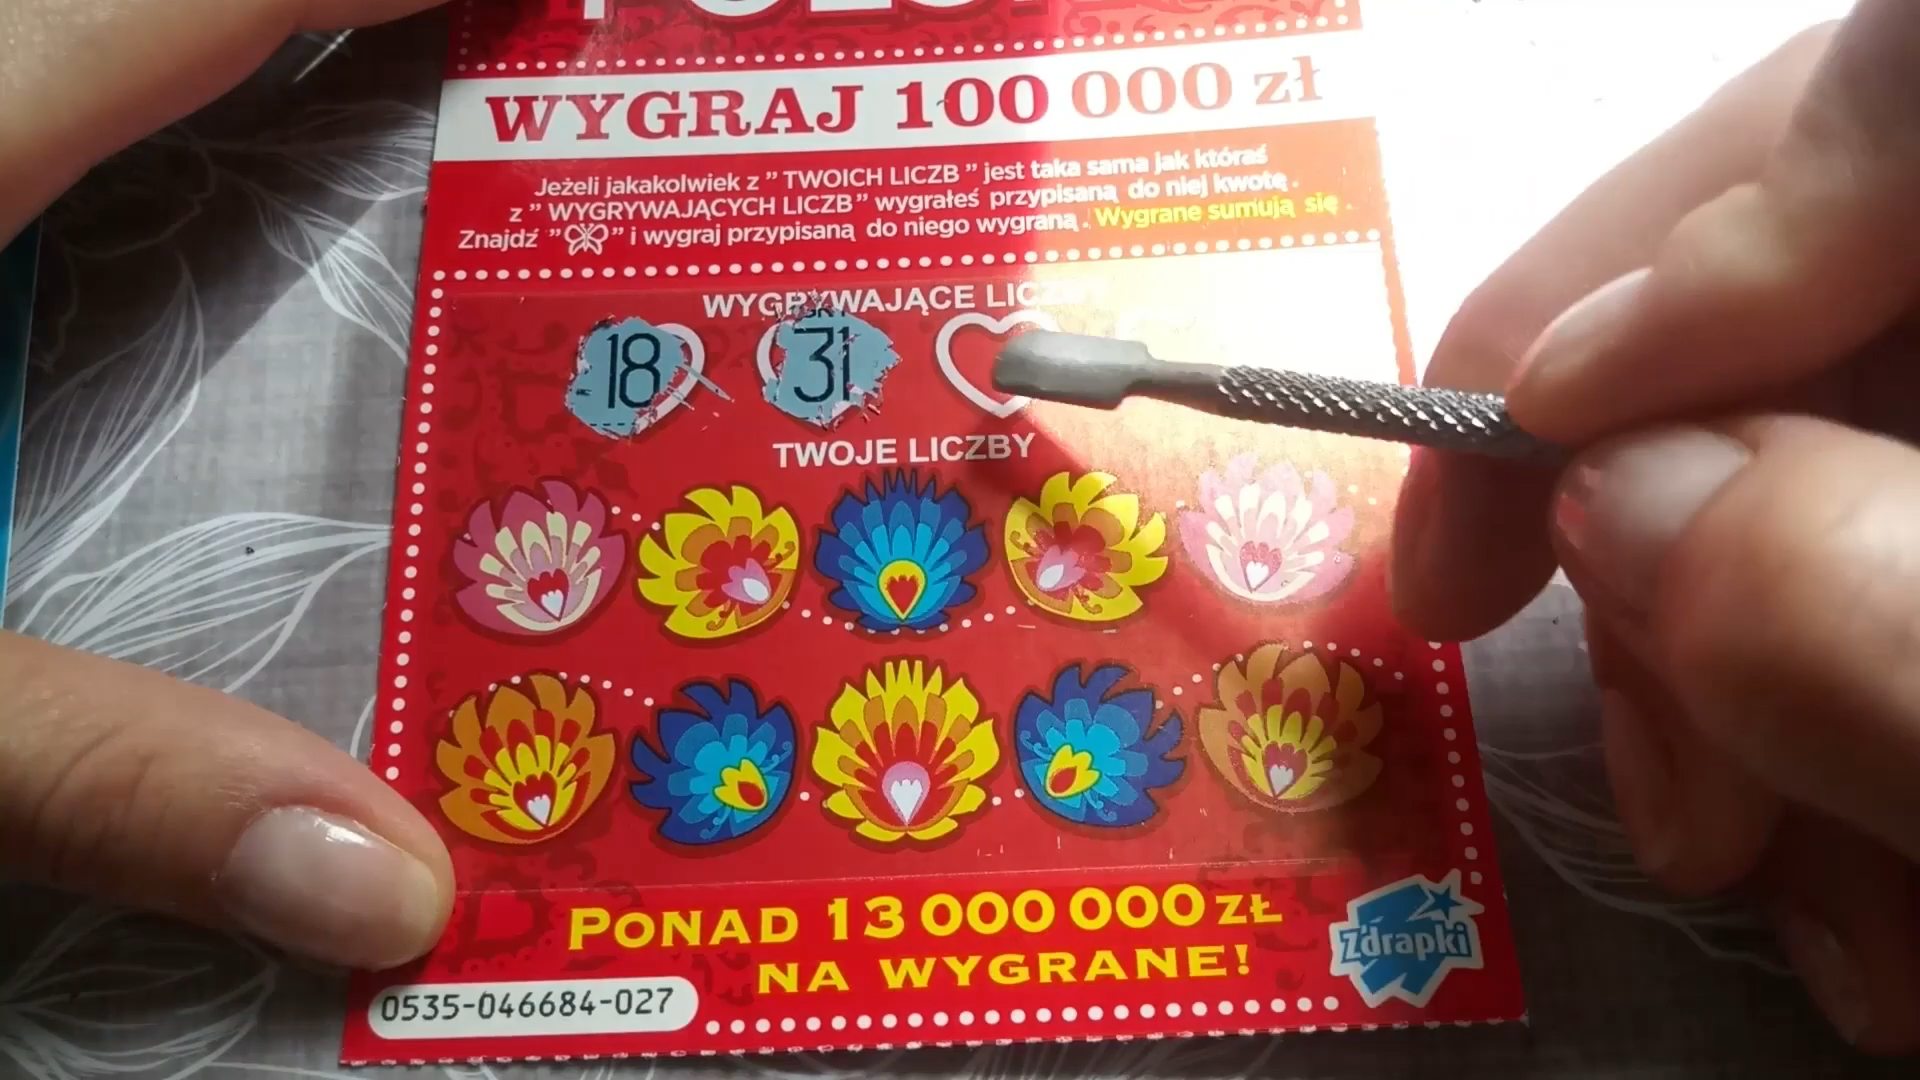 WYGRAJ 100 000 zł
Jeżeli jakakolwiek z " TWOICH LICZB " jest taka sama jak któraś
z " WYGRYWAJĄCYCH LICZB " wygrałeś przypisaną do niej kwotę.
Znajdź " " i wygraj przypisaną do niego wygraną. Wygrane sumują się.
WYGRYWAJĄCE
18 31
TWOJE LICZBY
PONAD 13 000 000 ZŁ
NA WYGRANE!
Zdrapki
0535-046684-027